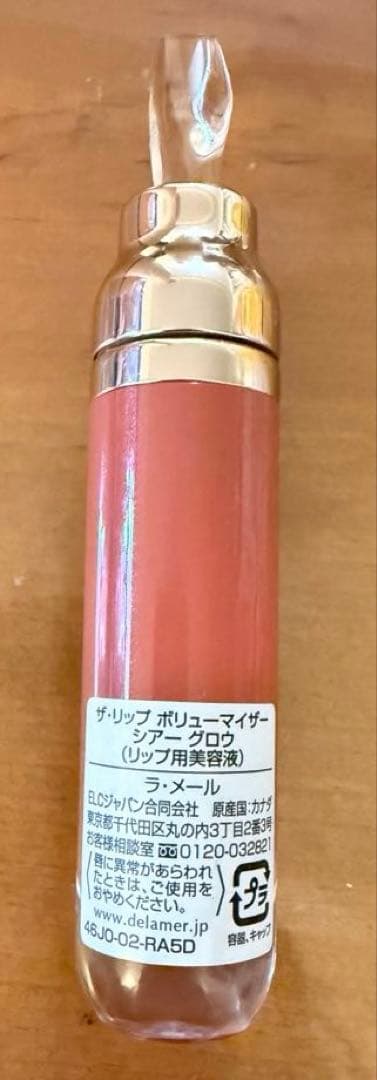 ザ・リップ ボリューマイザー
シアー グロウ
(リップ用美容液)
ラ・メール
ELCジャパン合同会社 原産国:カナダ
東京都千代田区丸の内3丁目2番3号
お客様相談室 0120-032821
唇に異常があらわれ
たときは、ご使用を
おやめください。
www.delamer.jp
46J0-02-RA5D
プラ
容器、キャップ